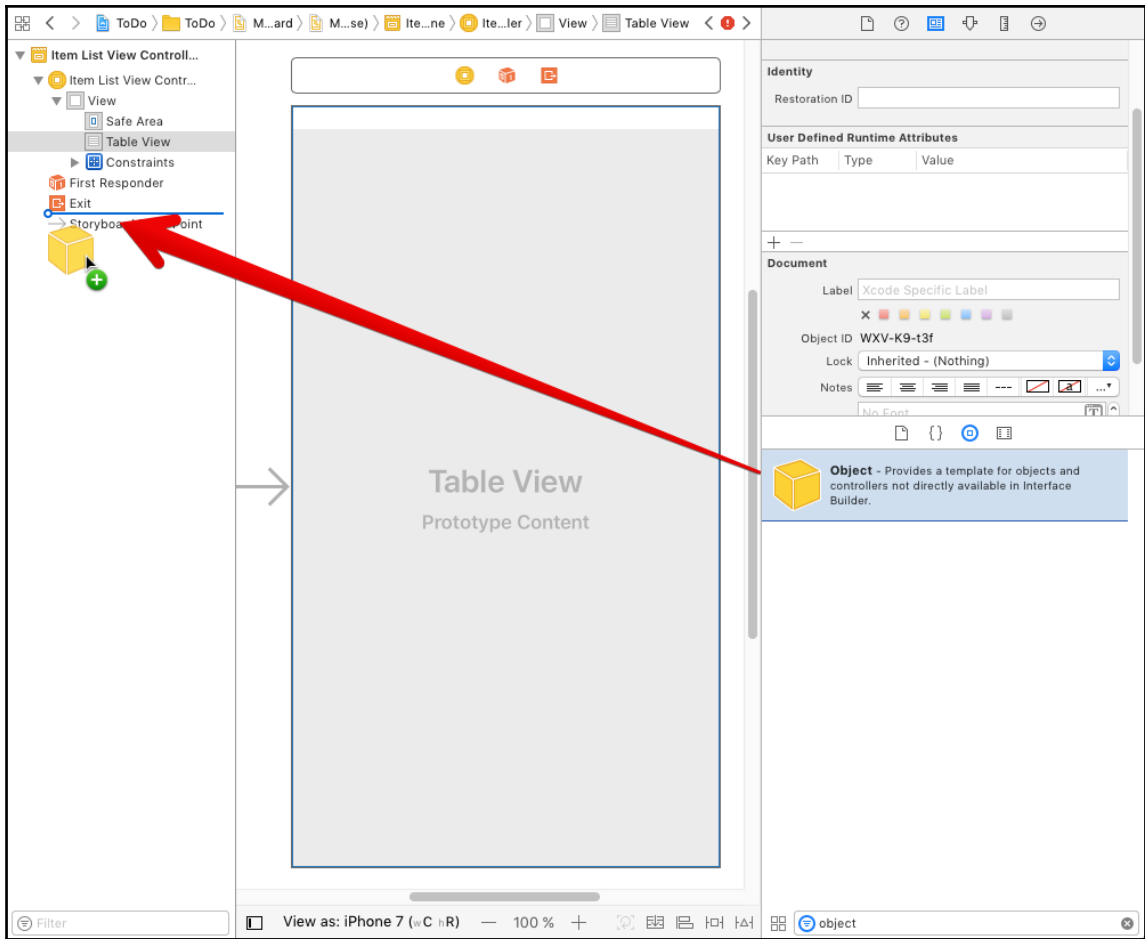 ToDo ToDo M...ard M...se) Ite...ne Ite...ler View Table View
Item List View Controll...
Item List View Contr...
View
Safe Area
Table View
Constraints
First Responder
Exit
Identity
Restoration ID
User Defined Runtime Attributes
Key Path Type Value
Document
Label Xcode Specific Label
Object ID WXV-K9-t3f
Lock Inherited - (Nothing)
Notes
No Font
Table View
Prototype Content
Object - Provides a template for objects and
controllers not directly available in Interface
Builder.
Filter
View as: iPhone 7 (wC hR) — 100 % +
object